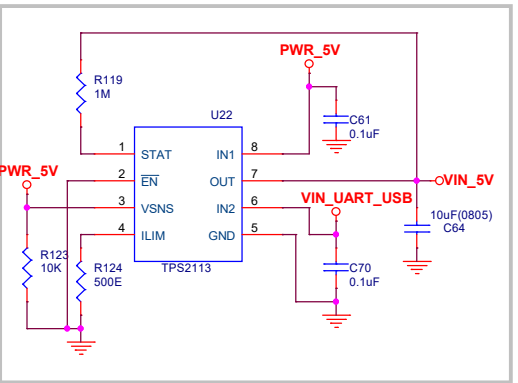 PWR_5V
R119
1M
U22
C61
0.1uF
1
STAT
IN1
8
PWR_5V
2
EN
OUT
7
VIN_5V
3
VSNS
IN2
6
VIN_UART_USB
4
ILIM
GND
5
10uF(0805)
C64
R123
10K
R124
500E
TPS2113
C70
0.1uF